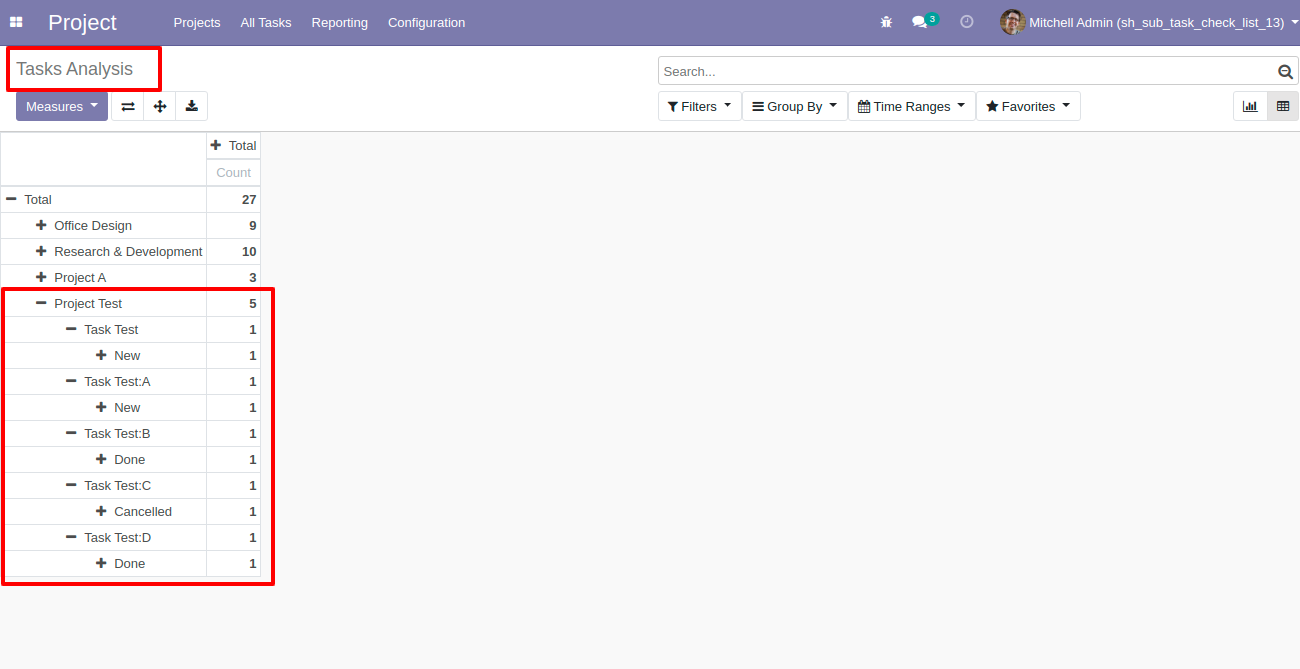 Project Projects All Tasks Reporting Configuration 3 Mitchell Admin (sh_sub_task_check_list_13)
Tasks Analysis
Search...
Measures Filters Group By Time Ranges Favorites
Total
Count
Total 27
Office Design 9
Research & Development 10
Project A 3
Project Test 5
Task Test 1
New 1
Task Test:A 1
New 1
Task Test:B 1
Done 1
Task Test:C 1
Cancelled 1
Task Test:D 1
Done 1